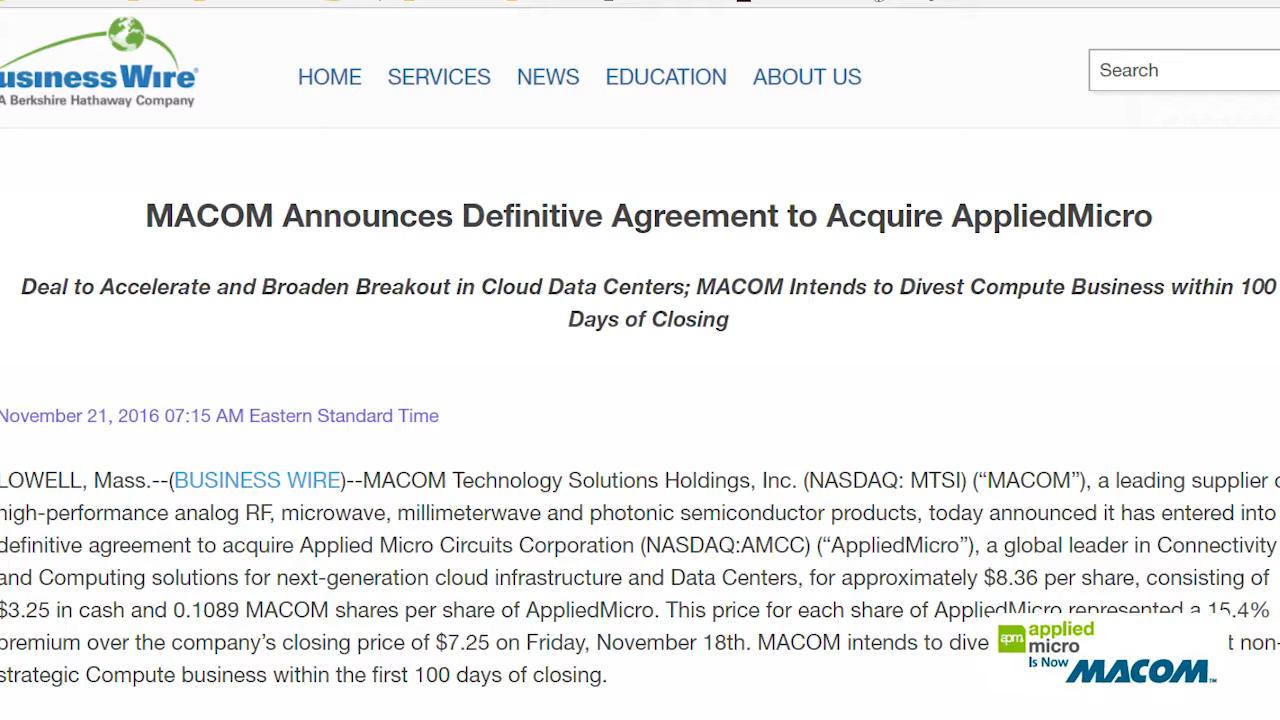 usinessWire
A Berkshire Hathaway Company
HOME SERVICES NEWS EDUCATION ABOUT US
Search
MACOM Announces Definitive Agreement to Acquire AppliedMicro
Deal to Accelerate and Broaden Breakout in Cloud Data Centers; MACOM Intends to Divest Compute Business within 100
Days of Closing
November 21, 2016 07:15 AM Eastern Standard Time
LOWELL, Mass.--(BUSINESS WIRE)--MACOM Technology Solutions Holdings, Inc. (NASDAQ: MTSI) (“MACOM”), a leading supplier
high-performance analog RF, microwave, millimeterwave and photonic semiconductor products, today announced it has entered into
definitive agreement to acquire Applied Micro Circuits Corporation (NASDAQ:AMCC) (“AppliedMicro”), a global leader in Connectivity
and Computing solutions for next-generation cloud infrastructure and Data Centers, for approximately $8.36 per share, consisting of
$3.25 in cash and 0.1089 MACOM shares per share of AppliedMicro. This price for each share of AppliedMicro represented a 15.4%
premium over the company’s closing price of $7.25 on Friday, November 18th. MACOM intends to dive t non-
strategic Compute business within the first 100 days of closing.
apm applied
micro
Is Now MACOM™